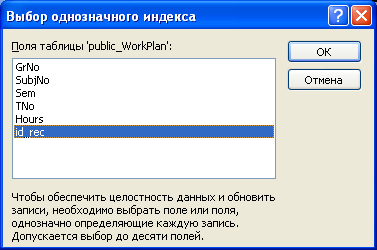 Выбор однозначного индекса
Поля таблицы 'public_WorkPlan':
GrNo
SubjNo
Sem
TNo
Hours
id_rec
OK
Отмена
Чтобы обеспечить целостность данных и обновить
записи, необходимо выбрать поле или поля,
однозначно определяющие каждую запись.
Допускается выбор до десяти полей.